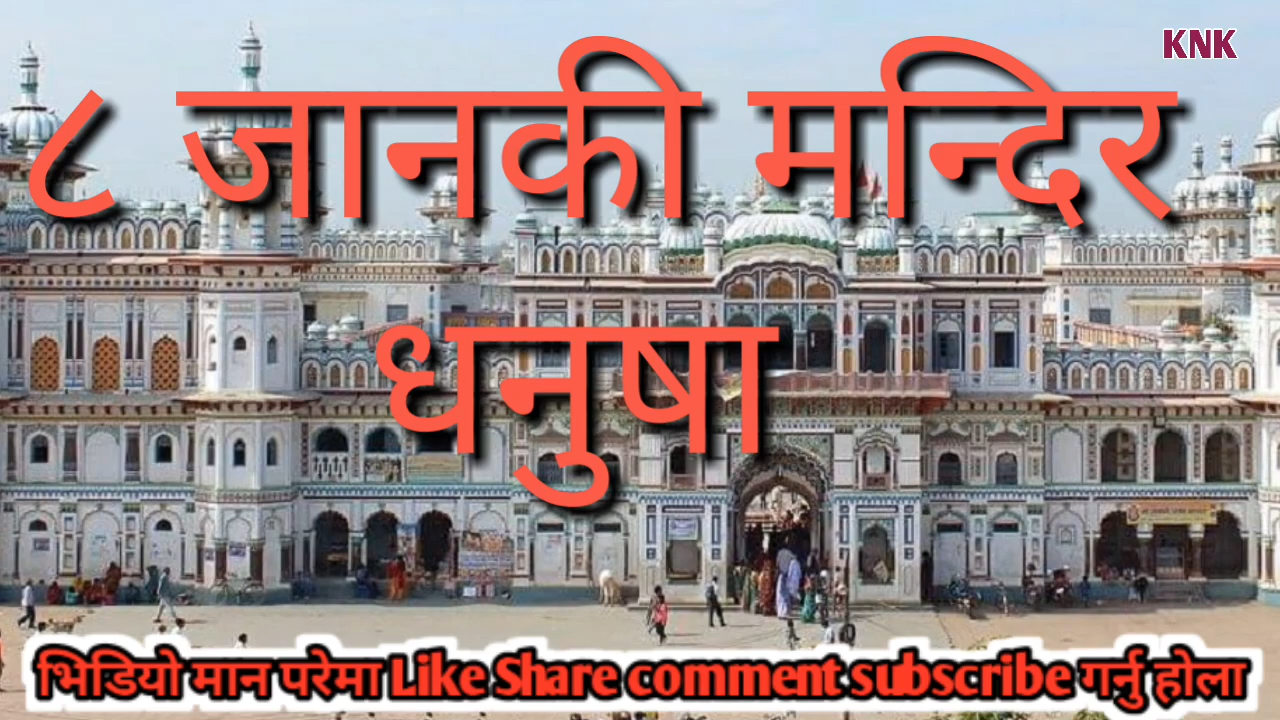 KNK
८ जानकी मन्दिर
धनुषा
भिडियो मान परेमा Like Share comment subscribe गर्नु होला